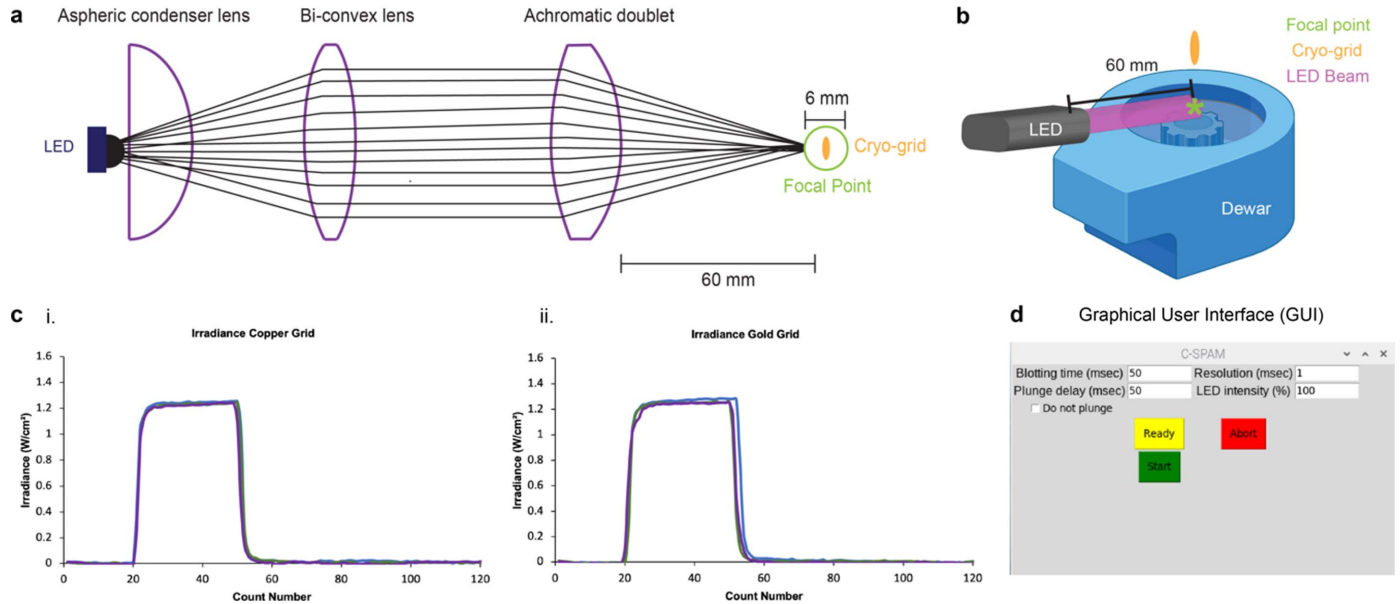 a
Aspheric condenser lens
Bi-convex lens
Achromatic doublet
LED
6 mm
Cryo-grid
Focal Point
60 mm
b
Focal point
Cryo-grid
LED Beam
60 mm
LED
*
Dewar
c
i.
Irradiance Copper Grid
Irradiance (W/cm²)
1.6
1.4
1.2
1
0.8
0.6
0.4
0.2
0
0 20 40 60 80 100 120
Count Number
ii.
Irradiance Gold Grid
Irradiance (W/cm²)
1.6
1.4
1.2
1
0.8
0.6
0.4
0.2
0
0 20 40 60 80 100 120
Count Number
d
Graphical User Interface (GUI)
C-SPAM
Blotting time (msec) 50 Resolution (msec) 1
Plunge delay (msec) 50 LED intensity (%) 100
Do not plunge
Ready Abort
Start